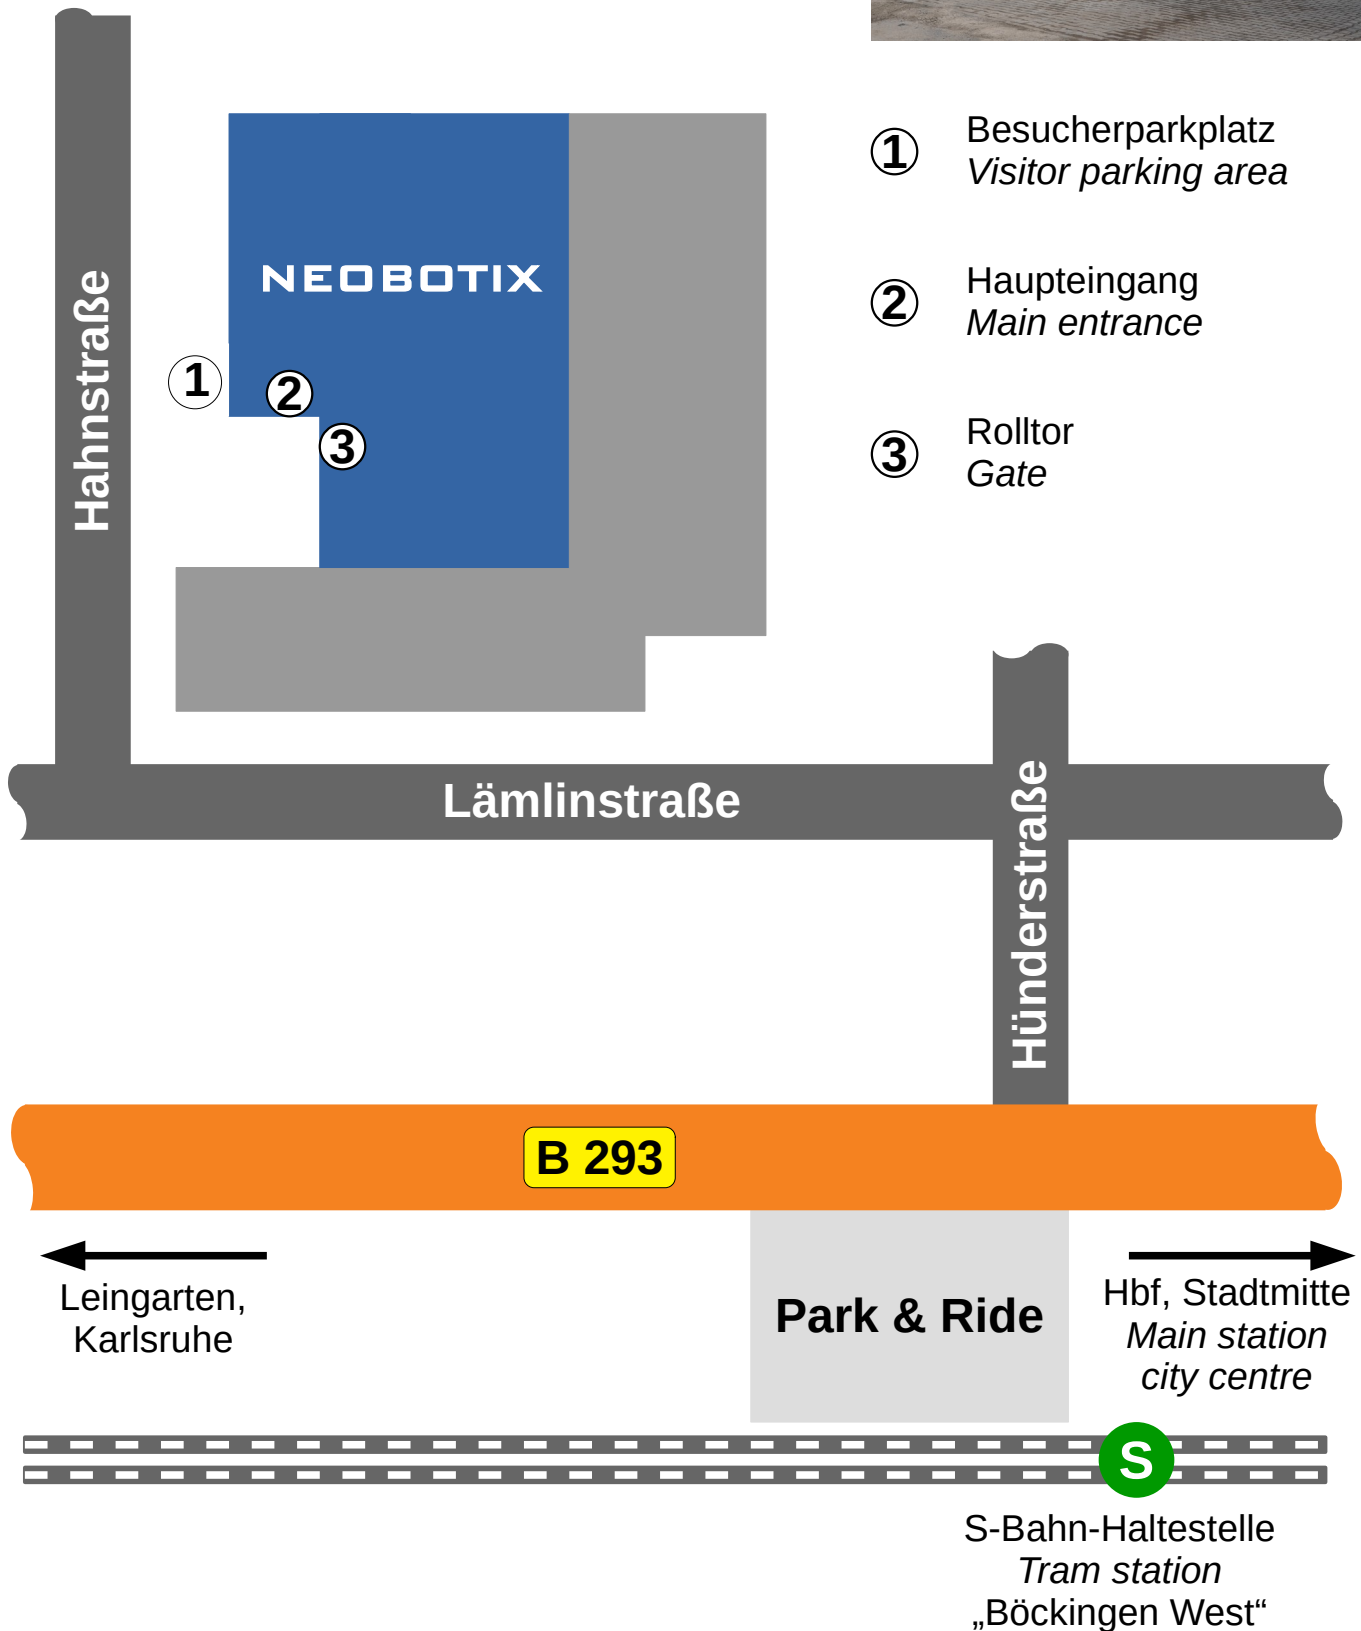 1
Besucherparkplatz
Visitor parking area
2
Haupteingang
Main entrance
3
Rolltor
Gate
NEOBOTIX
1
2
3
Hahnstraße
Lämlinstraße
Hünderstraße
B 293
Leingarten,
Karlsruhe
Park & Ride
Hbf, Stadtmitte
Main station
city centre
S
S-Bahn-Haltestelle
Tram station
„Böckingen West“